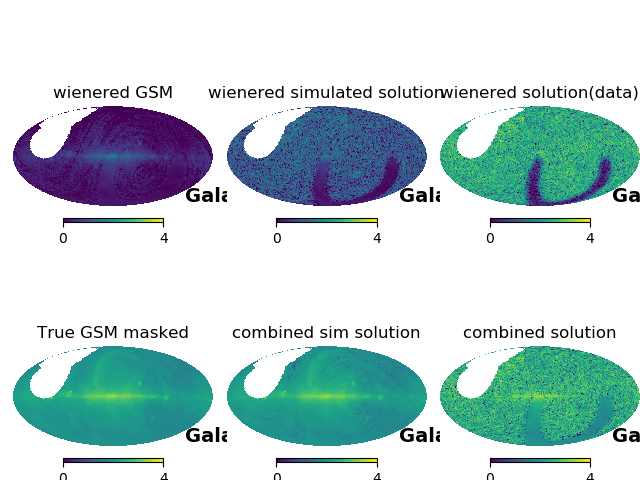 wienered GSM
wienered simulated solution
wienered solution(data)
Gala
Gala
Ga
0 4
0 4
0 4
True GSM masked
combined sim solution
combined solution
Gala
Gala
Ga
0 4
0 4
0 4